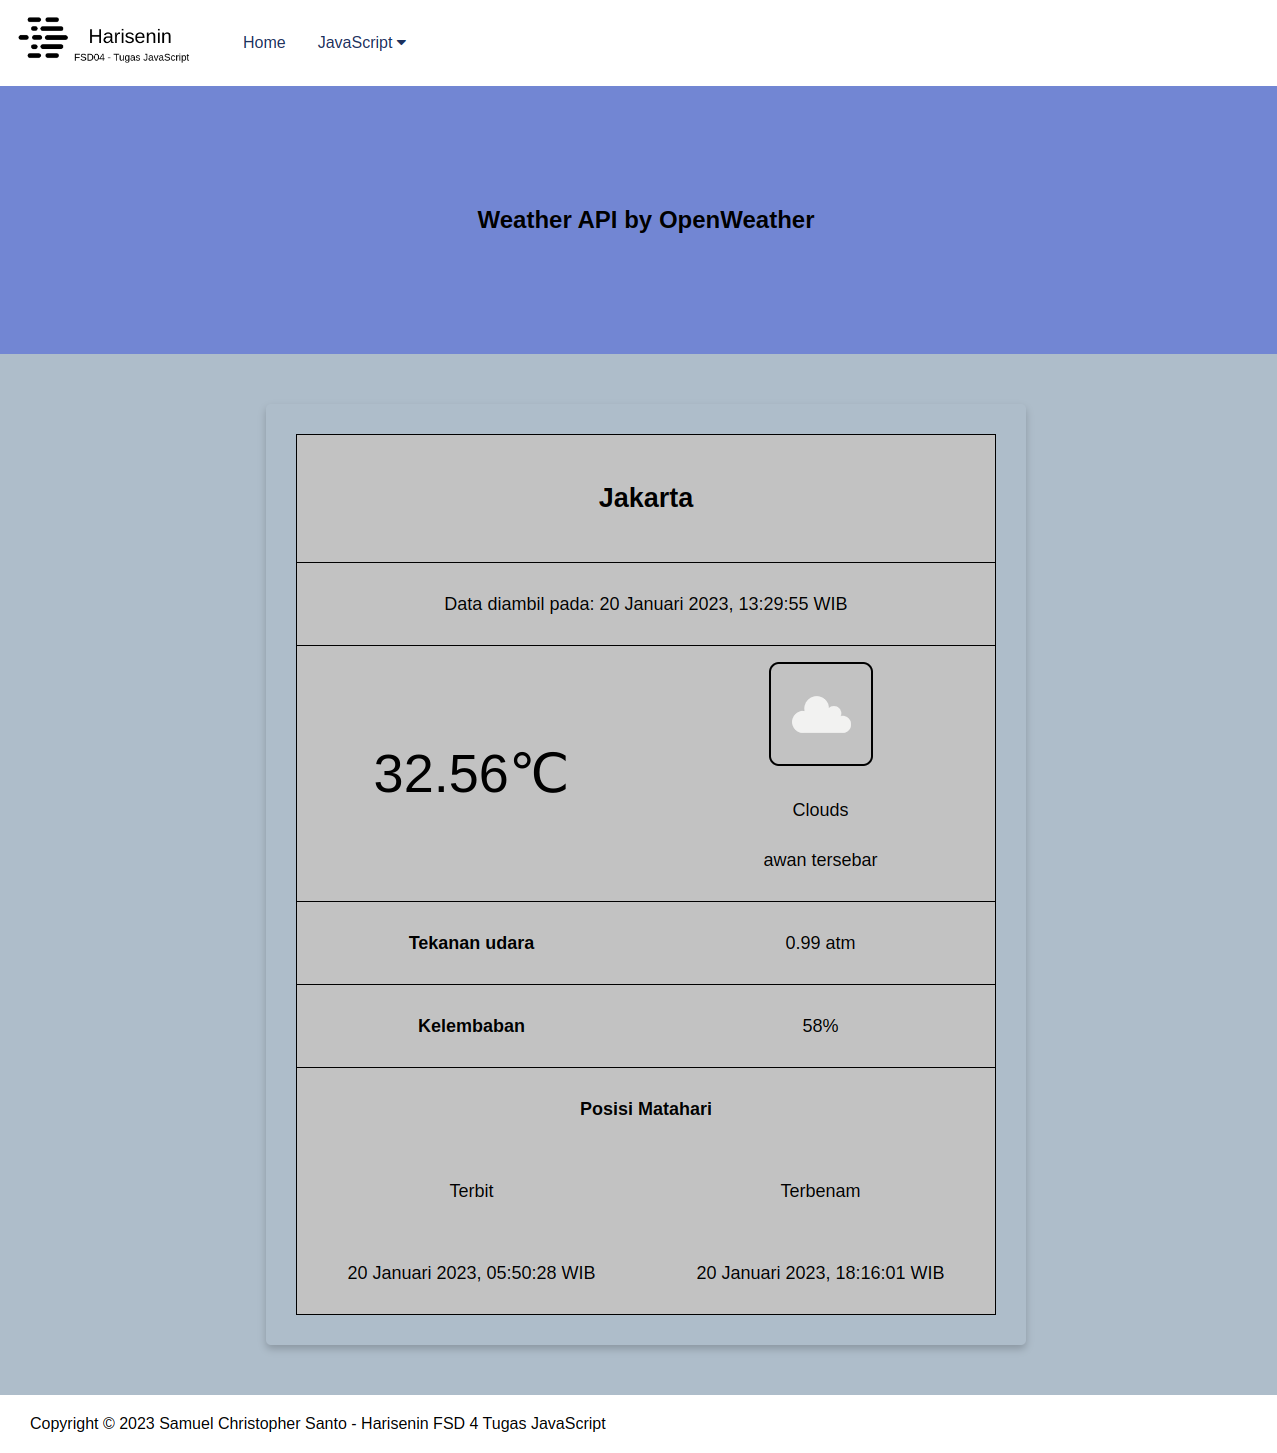 Harisenin
FSD04 - Tugas JavaScript
Home
JavaScript
Weather API by OpenWeather
Jakarta
Data diambil pada: 20 Januari 2023, 13:29:55 WIB
32.56℃
Clouds
awan tersebar
Tekanan udara 0.99 atm
Kelembaban 58%
Posisi Matahari
Terbit Terbenam
20 Januari 2023, 05:50:28 WIB 20 Januari 2023, 18:16:01 WIB
Copyright © 2023 Samuel Christopher Santo - Harisenin FSD 4 Tugas JavaScript